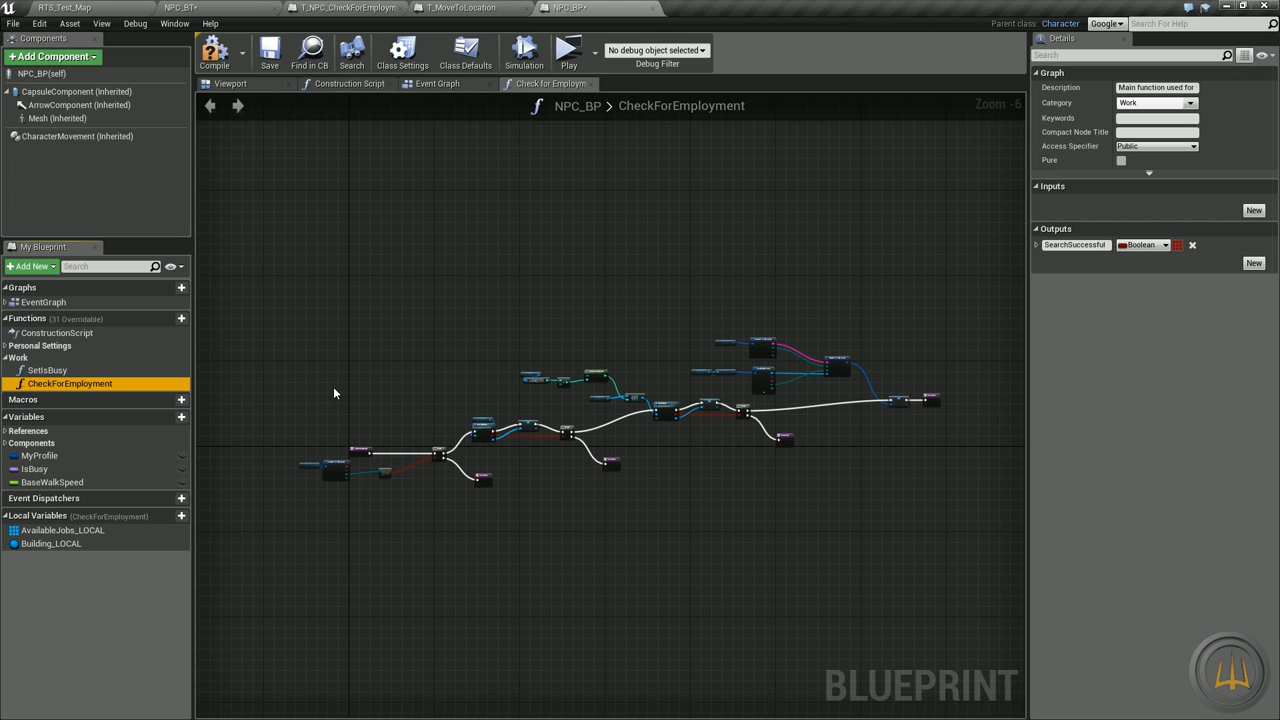 RTS_Test_Map
NPC_BT*
T_NPC_CheckForEmploym
T_MoveToLocation
NPC_BP*
File
Edit
Asset
View
Debug
Window
Help
Parent class:
Character
Google
Search For Help
Components
Add Component
NPC_BP(self)
CapsuleComponent (Inherited)
ArrowComponent (Inherited)
Mesh (Inherited)
CharacterMovement (Inherited)
Compile
Save
Find in CB
Search
Class Settings
Class Defaults
Simulation
Play
No debug object selected
Debug Filter
Viewport
Construction Script
Event Graph
Check for Employm
NPC_BP > CheckForEmployment
Zoom -6
BLUEPRINT
My Blueprint
Add New
Search
Graphs
EventGraph
Functions (31 Overridable)
ConstructionScript
Personal Settings
Work
SetIsBusy
CheckForEmployment
Macros
Variables
References
Components
MyProfile
IsBusy
BaseWalkSpeed
Event Dispatchers
Local Variables (CheckForEmployment)
AvailableJobs_LOCAL
Building_LOCAL
Details
Search
Graph
Description
Main function used for
Category
Work
Keywords
Compact Node Title
Access Specifier
Public
Pure
Inputs
New
Outputs
SearchSuccessful
Boolean
New